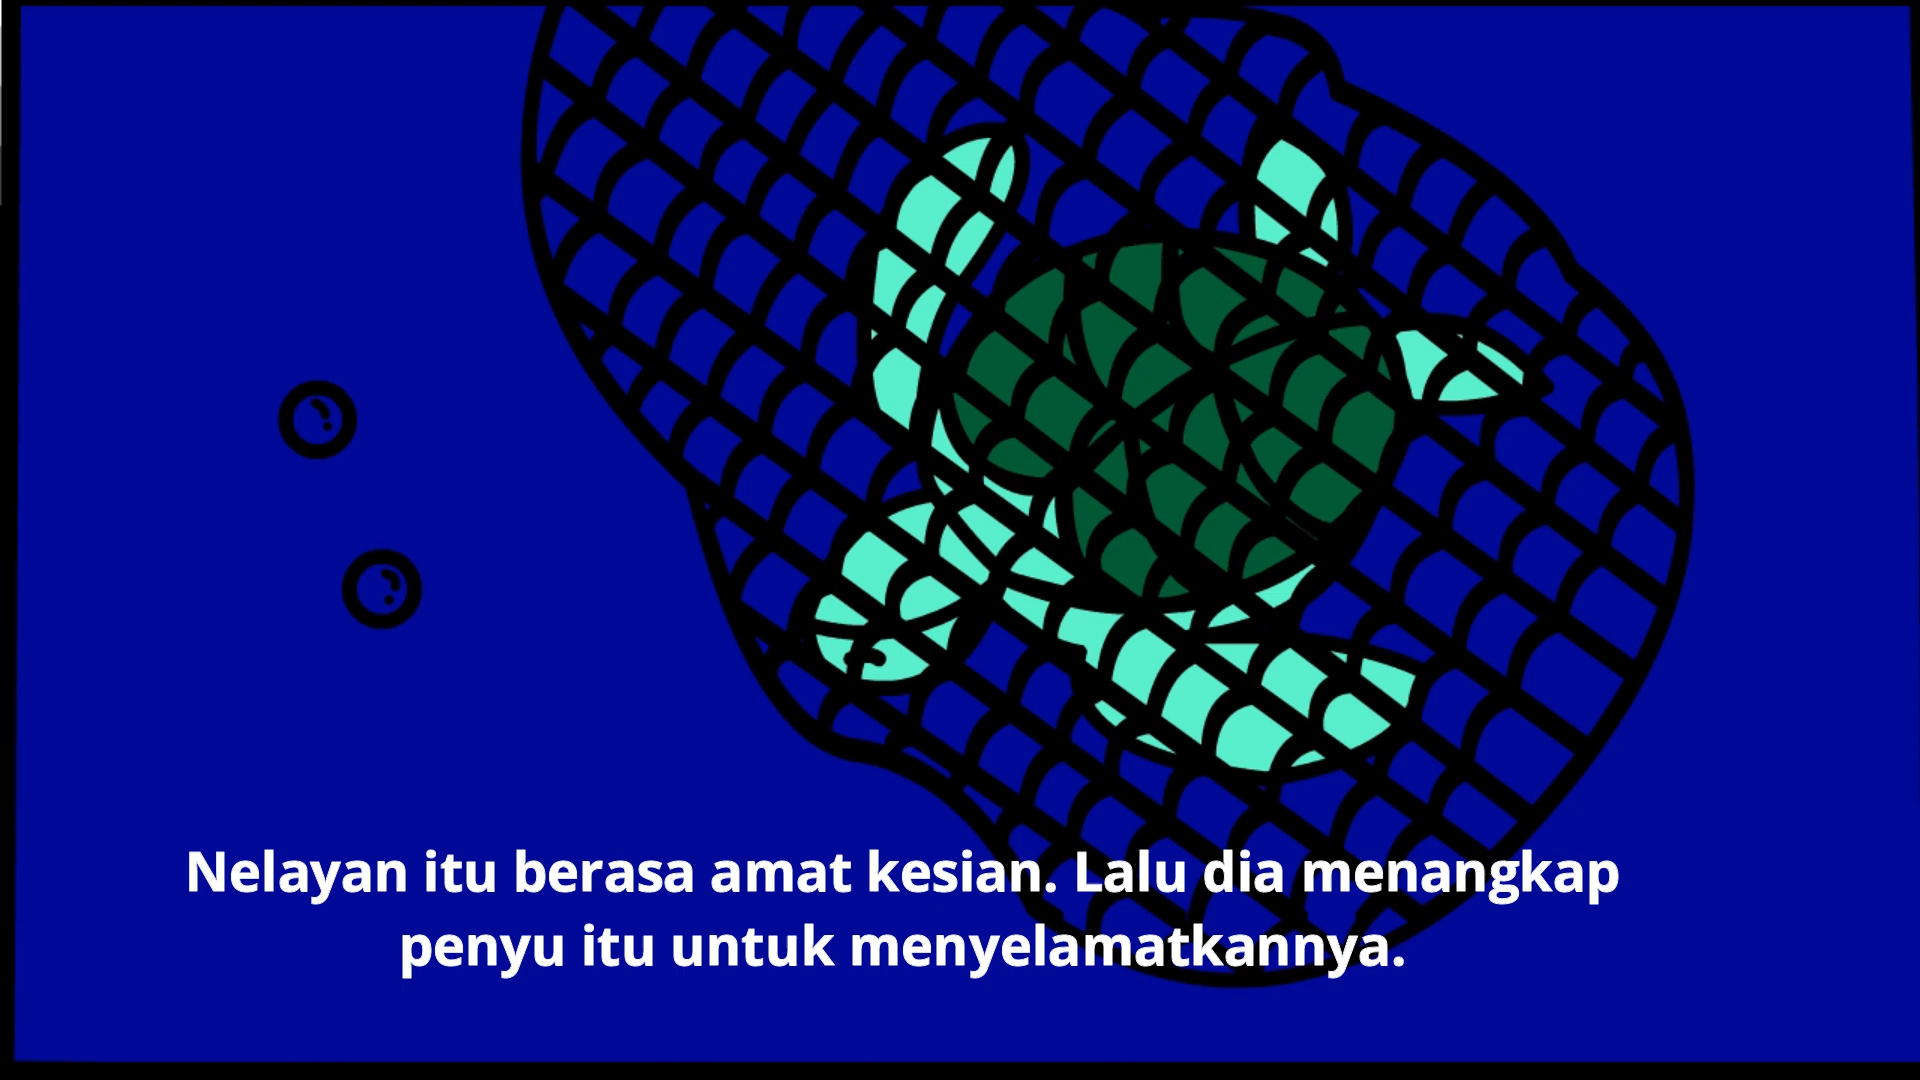 Nelayan itu berasa amat kesian. Lalu dia menangkap
penyu itu untuk menyelamatkannya.